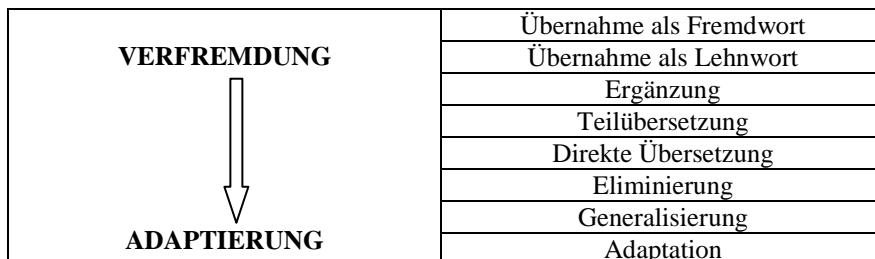 VERFREMDUNG
ADAPTIERUNG
Übernahme als Fremdwort
Übernahme als Lehnwort
Ergänzung
Teilübersetzung
Direkte Übersetzung
Eliminierung
Generalisierung
Adaptation